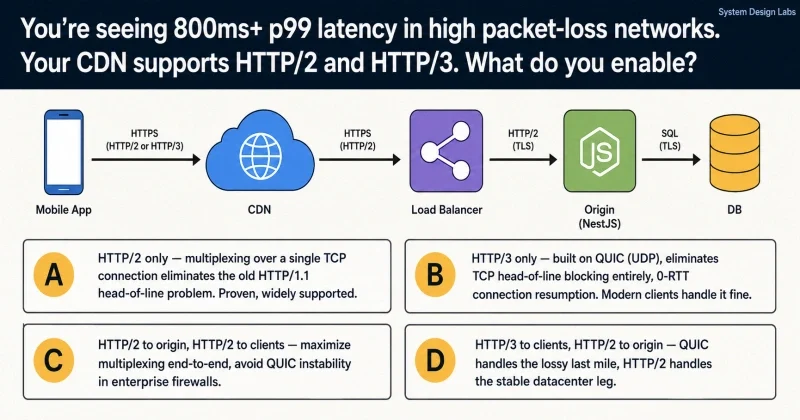 System Design Labs
You're seeing 800ms+ p99 latency in high packet-loss networks.
Your CDN supports HTTP/2 and HTTP/3. What do you enable?
HTTPS
(HTTP/2 or HTTP/3)
HTTPS
(HTTP/2)
HTTP/2
(TLS)
SQL
(TLS)
JS
Mobile App
CDN
Load Balancer
Origin
(NestJS)
DB
A
HTTP/2 only — multiplexing over a single TCP
connection eliminates the old HTTP/1.1
head-of-line problem. Proven, widely supported.
B
HTTP/3 only — built on QUIC (UDP), eliminates
TCP head-of-line blocking entirely, 0-RTT
connection resumption. Modern clients handle it fine.
C
HTTP/2 to origin, HTTP/2 to clients — maximize
multiplexing end-to-end, avoid QUIC instability
in enterprise firewalls.
D
HTTP/3 to clients, HTTP/2 to origin — QUIC
handles the lossy last mile, HTTP/2 handles
the stable datacenter leg.